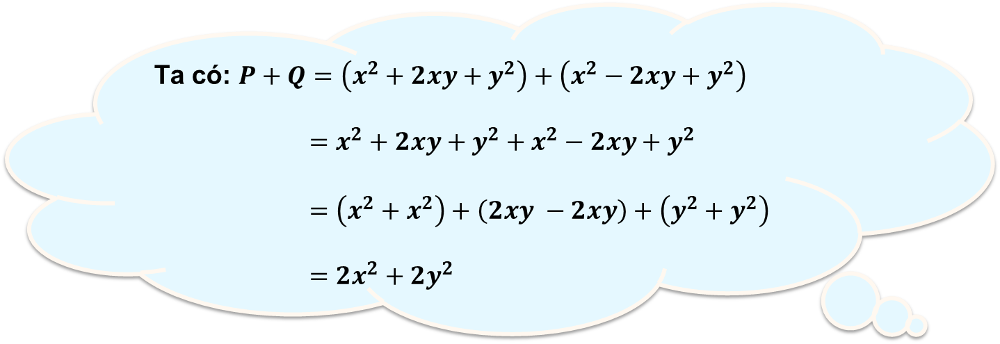 Ta có: P + Q = (x² + 2xy + y²) + (x² − 2xy + y²)
= x² + 2xy + y² + x² − 2xy + y²
= (x² + x²) + (2xy − 2xy) + (y² + y²)
= 2x² + 2y²